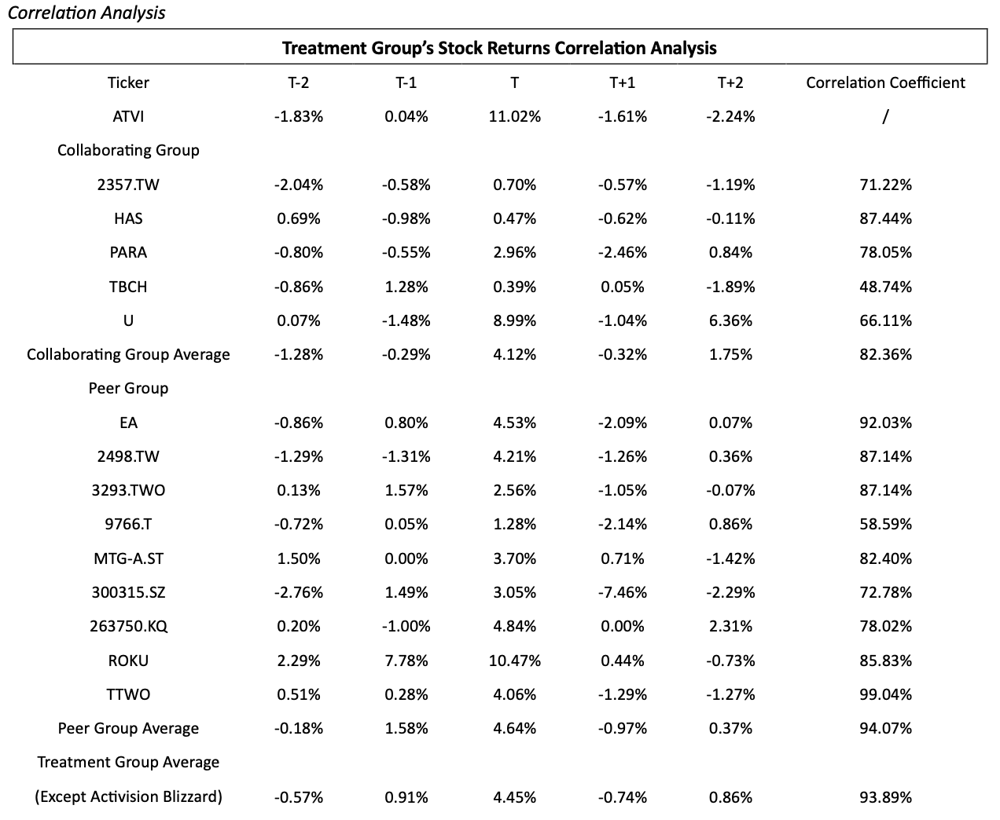 Correlation Analysis
Treatment Group’s Stock Returns Correlation Analysis
Ticker T-2 T-1 T T+1 T+2 Correlation Coefficient
ATVI -1.83% 0.04% 11.02% -1.61% -2.24% /
Collaborating Group
2357.TW -2.04% -0.58% 0.70% -0.57% -1.19% 71.22%
HAS 0.69% -0.98% 0.47% -0.62% -0.11% 87.44%
PARA -0.80% -0.55% 2.96% -2.46% 0.84% 78.05%
TBCH -0.86% 1.28% 0.39% 0.05% -1.89% 48.74%
U 0.07% -1.48% 8.99% -1.04% 6.36% 66.11%
Collaborating Group Average -1.28% -0.29% 4.12% -0.32% 1.75% 82.36%
Peer Group
EA -0.86% 0.80% 4.53% -2.09% 0.07% 92.03%
2498.TW -1.29% -1.31% 4.21% -1.26% 0.36% 87.14%
3293.TWO 0.13% 1.57% 2.56% -1.05% -0.07% 87.14%
9766.T -0.72% 0.05% 1.28% -2.14% 0.86% 58.59%
MTG-A.ST 1.50% 0.00% 3.70% 0.71% -1.42% 82.40%
300315.SZ -2.76% 1.49% 3.05% -7.46% -2.29% 72.78%
263750.KQ 0.20% -1.00% 4.84% 0.00% 2.31% 78.02%
ROKU 2.29% 7.78% 10.47% 0.44% -0.73% 85.83%
TTWO 0.51% 0.28% 4.06% -1.29% -1.27% 99.04%
Peer Group Average -0.18% 1.58% 4.64% -0.97% 0.37% 94.07%
Treatment Group Average
(Except Activision Blizzard) -0.57% 0.91% 4.45% -0.74% 0.86% 93.89%